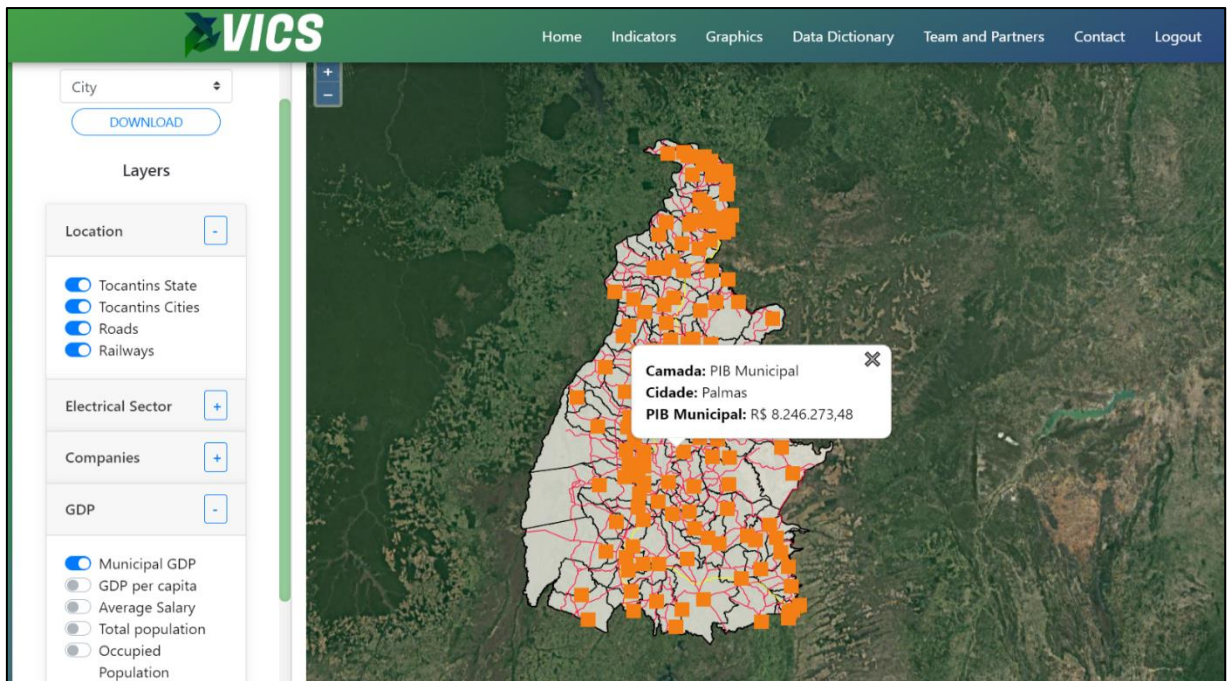 VICS
Home Indicators Graphics Data Dictionary Team and Partners Contact Logout
City
DOWNLOAD
Layers
Location -
Tocantins State
Tocantins Cities
Roads
Railways
Electrical Sector +
Companies +
GDP -
Municipal GDP
GDP per capita
Average Salary
Total population
Occupied
Population
+
−
Camada: PIB Municipal
Cidade: Palmas
PIB Municipal: R$ 8.246.273,48